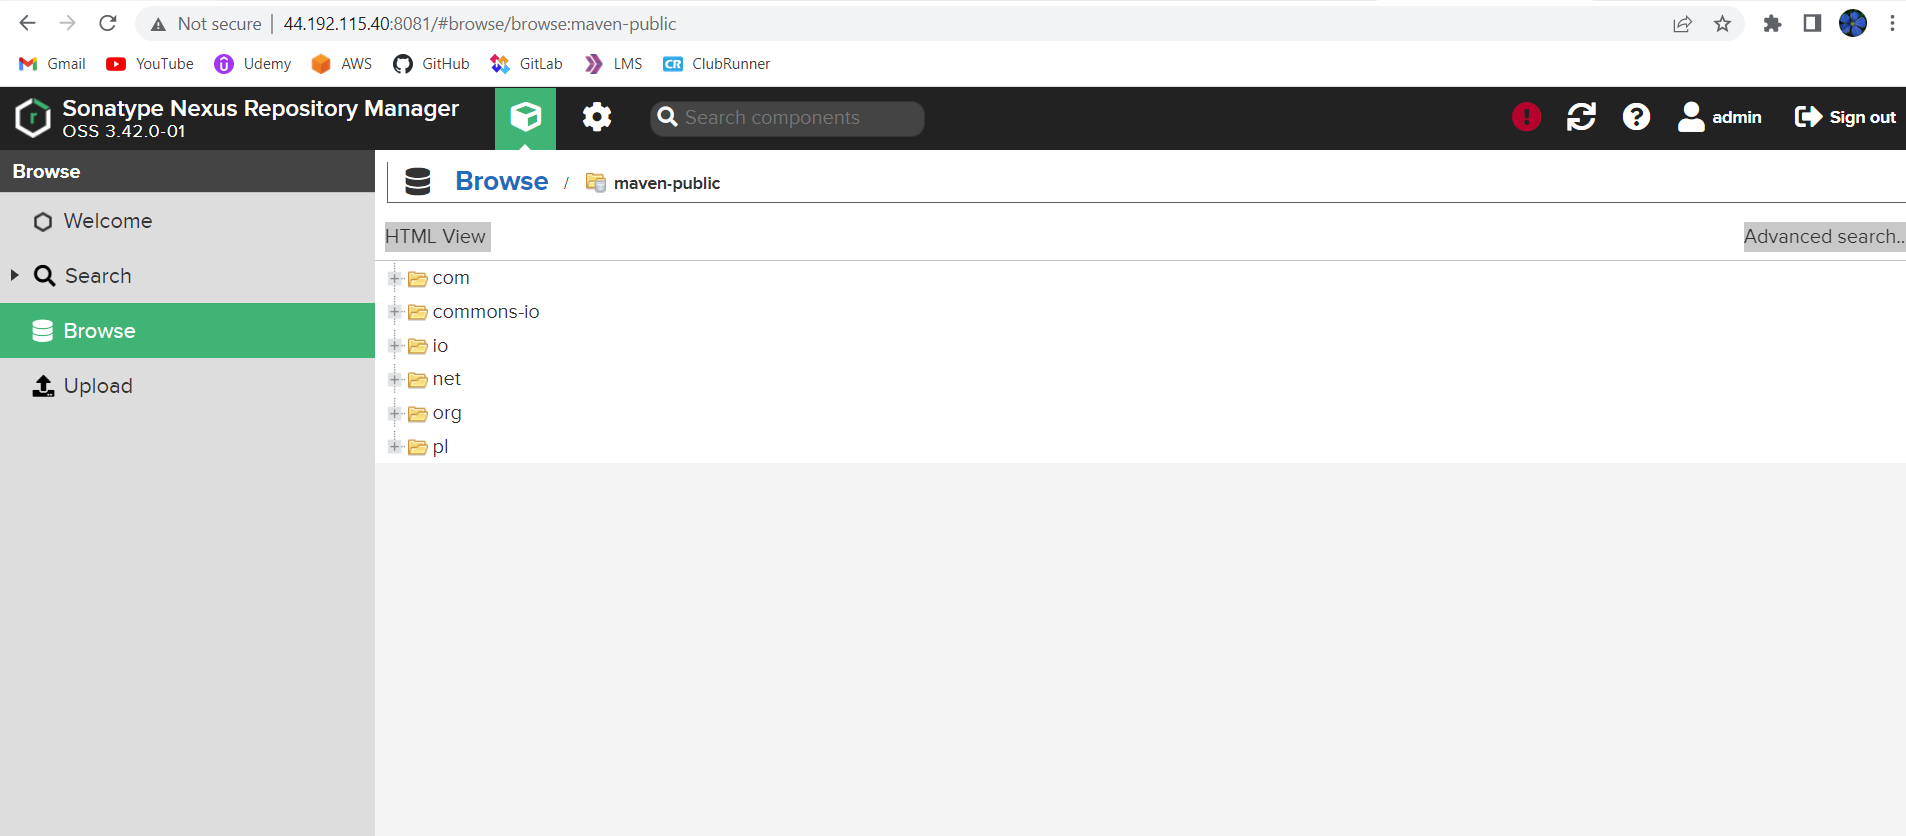 Not secure | 44.192.115.40:8081/#browse/browse:maven-public
Gmail YouTube Udemy AWS GitHub GitLab LMS CR ClubRunner
Sonatype Nexus Repository Manager
OSS 3.42.0-01
Search components
admin Sign out
Browse
Welcome
Search
Browse
Upload
Browse / maven-public
HTML View Advanced search..
com
commons-io
io
net
org
pl